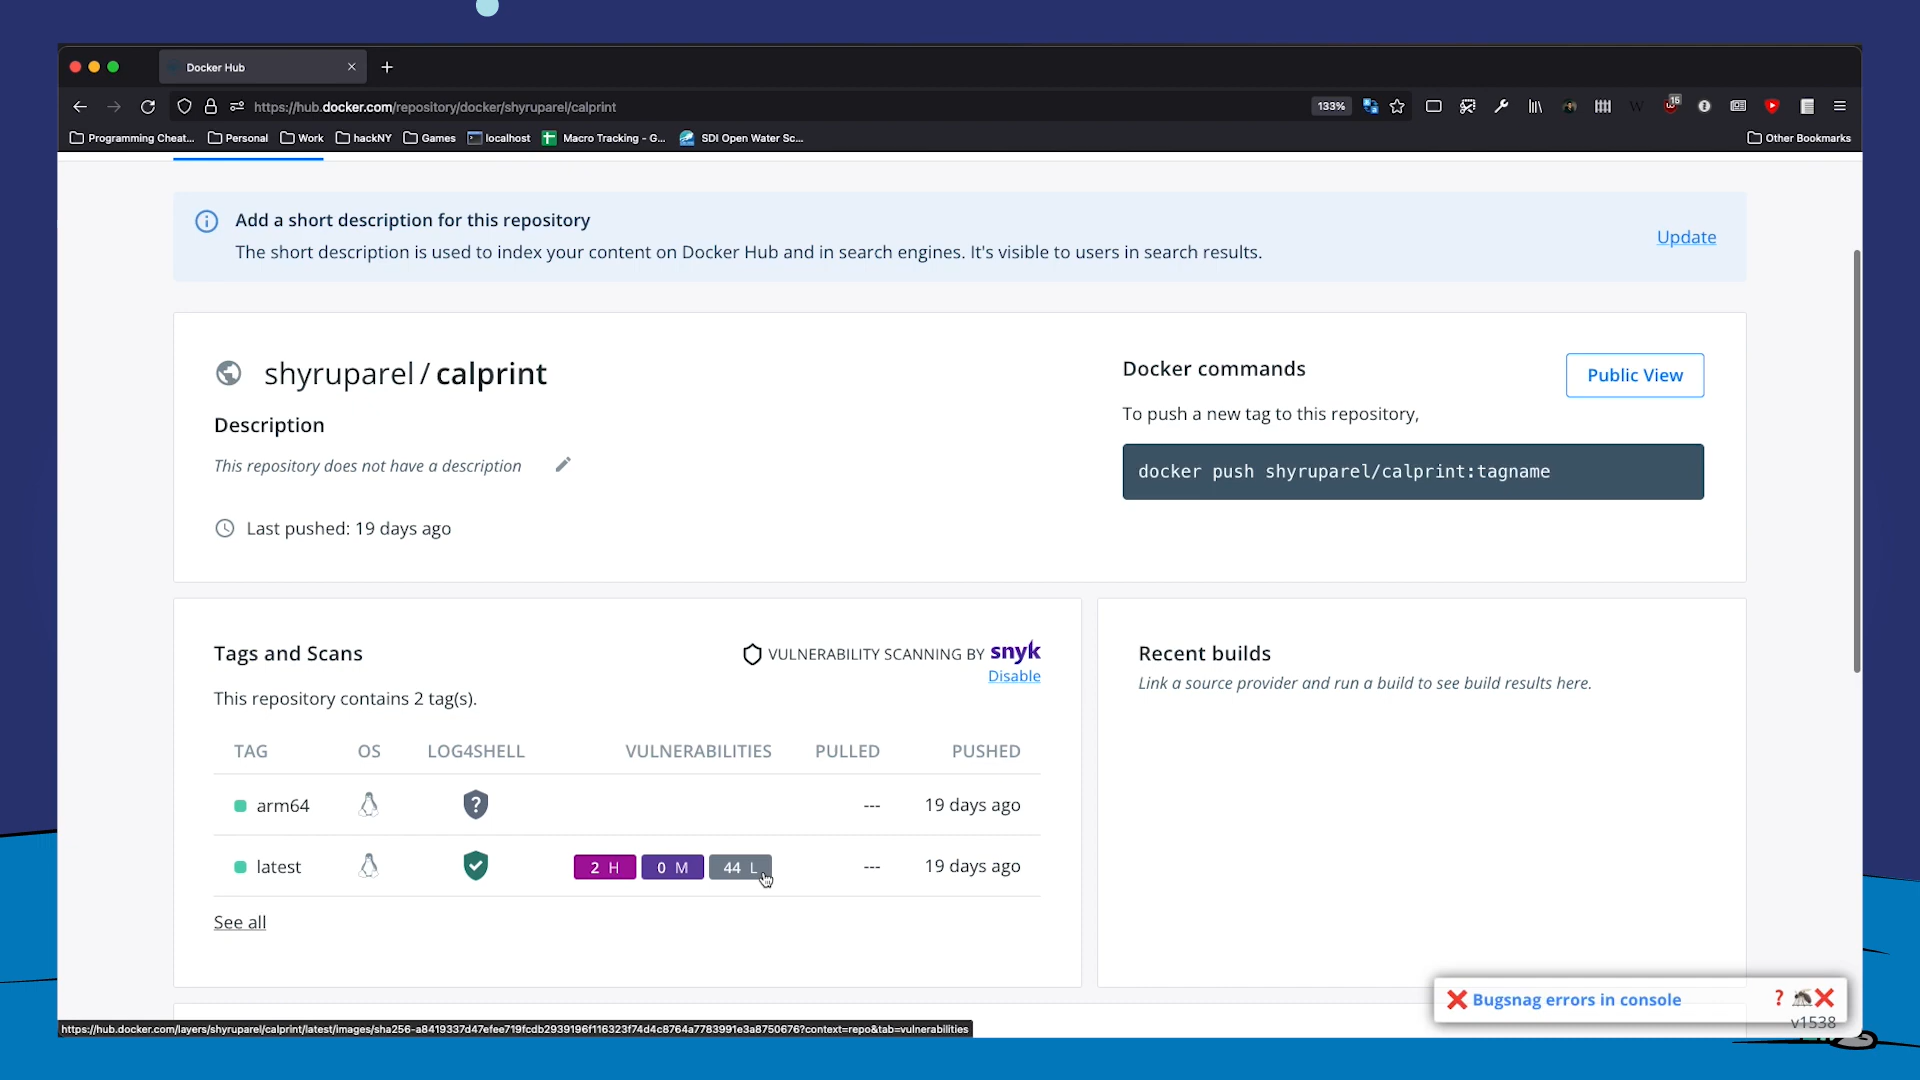 Docker Hub
https://hub.docker.com/repository/docker/shyruparel/calprint
133%
15
Programming Cheat...
Personal
Work
hackNY
Games
localhost
Macro Tracking - G...
SDI Open Water Sc...
Other Bookmarks
Add a short description for this repository
The short description is used to index your content on Docker Hub and in search engines. It's visible to users in search results.
Update
shyruparel / calprint
Description
This repository does not have a description
Last pushed: 19 days ago
Docker commands
Public View
To push a new tag to this repository,
docker push shyruparel/calprint:tagname
Tags and Scans
VULNERABILITY SCANNING BY snyk
Disable
This repository contains 2 tag(s).
TAG OS LOG4SHELL VULNERABILITIES PULLED PUSHED
arm64 ? --- 19 days ago
latest 2 H 0 M 44 L --- 19 days ago
See all
Recent builds
Link a source provider and run a build to see build results here.
Bugsnag errors in console ?
v1538
https://hub.docker.com/layers/shyruparel/calprint/latest/images/sha256-a8419337d47efee719fcdb2939196f116323f74d4c8764a7783991e3a8750676?context=repo&tab=vulnerabilities